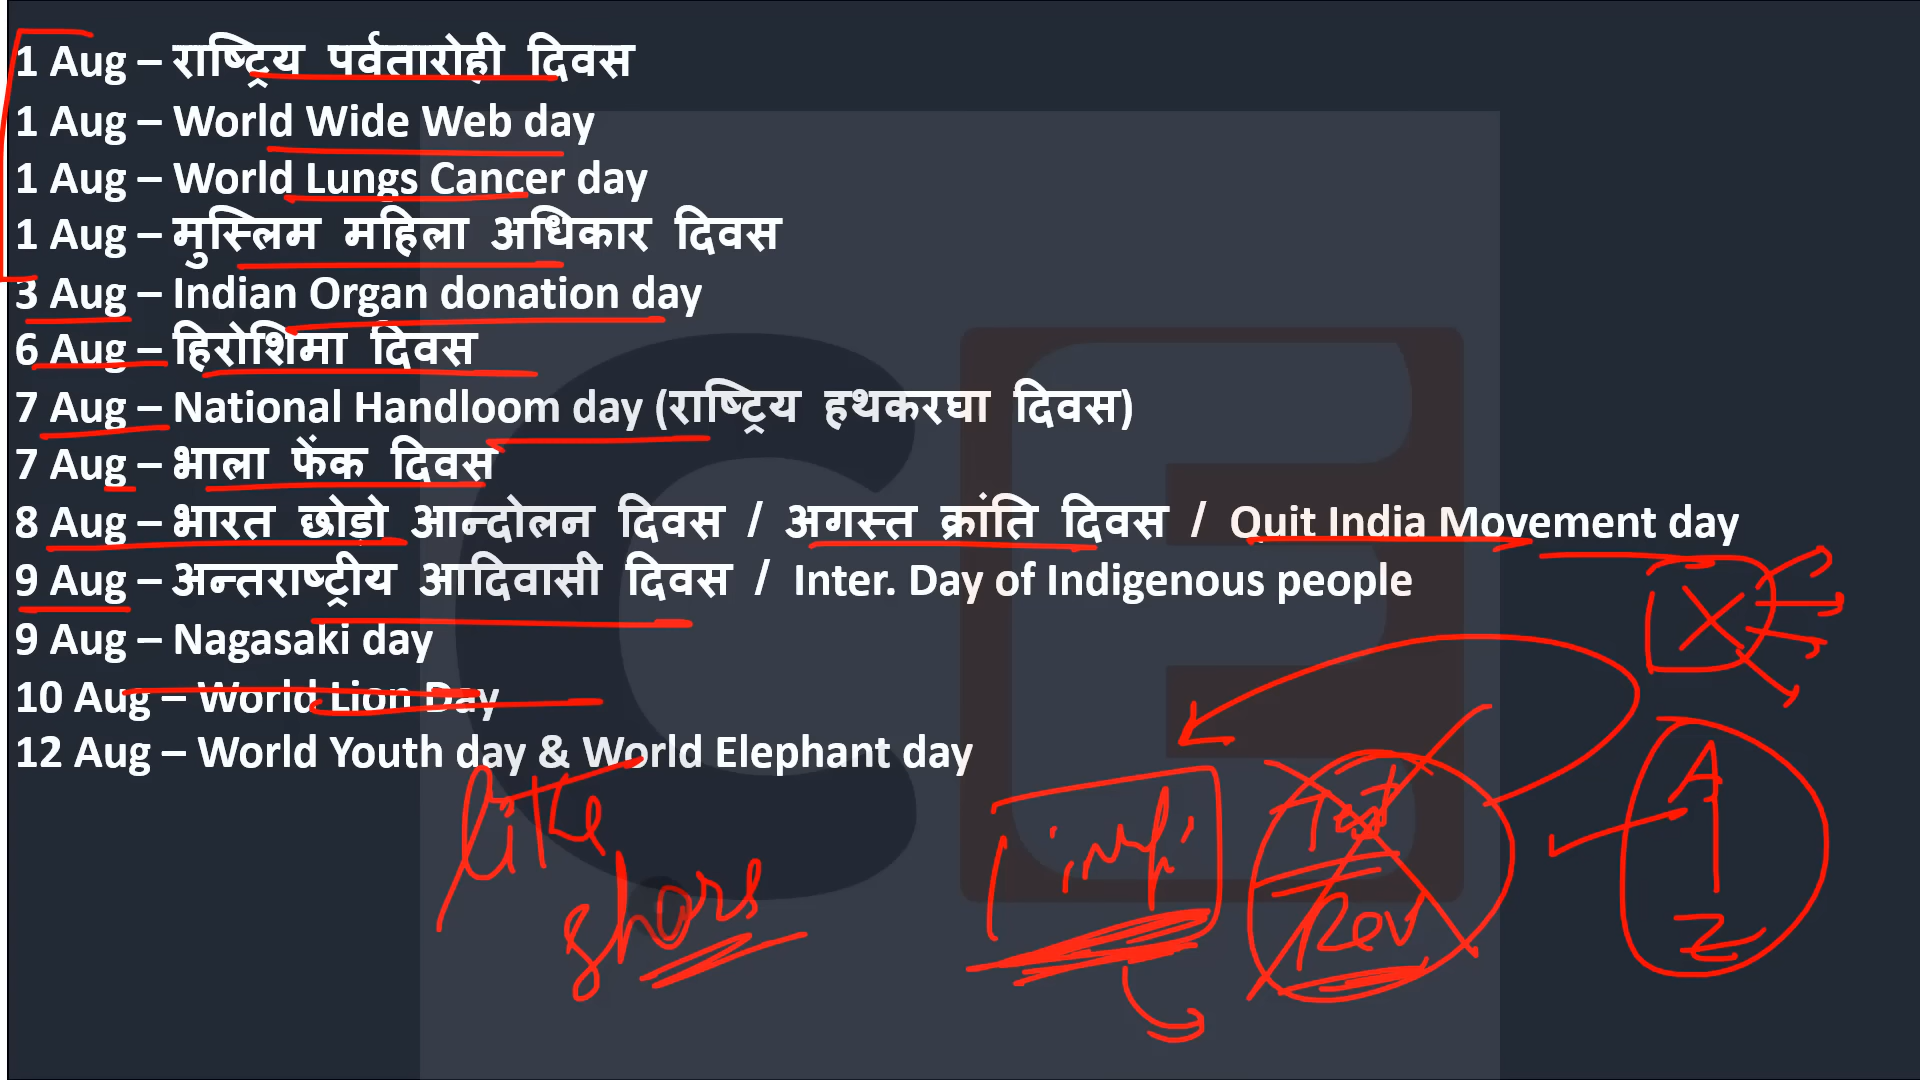 1 Aug – राष्ट्रिय पर्वतारोही दिवस
1 Aug – World Wide Web day
1 Aug – World Lungs Cancer day
1 Aug – मुस्लिम महिला अधिकार दिवस
3 Aug – Indian Organ donation day
6 Aug – हिरोशिमा दिवस
7 Aug – National Handloom day (राष्ट्रिय हथकरघा दिवस)
7 Aug – भाला फेंक दिवस
8 Aug – भारत छोड़ो आन्दोलन दिवस / अगस्त क्रांति दिवस / Quit India Movement day
9 Aug – अन्तराष्ट्रीय आदिवासी दिवस / Inter. Day of Indigenous people
9 Aug – Nagasaki day
10 Aug – World Lion Day
12 Aug – World Youth day & World Elephant day
like
share
Rev
A
Z